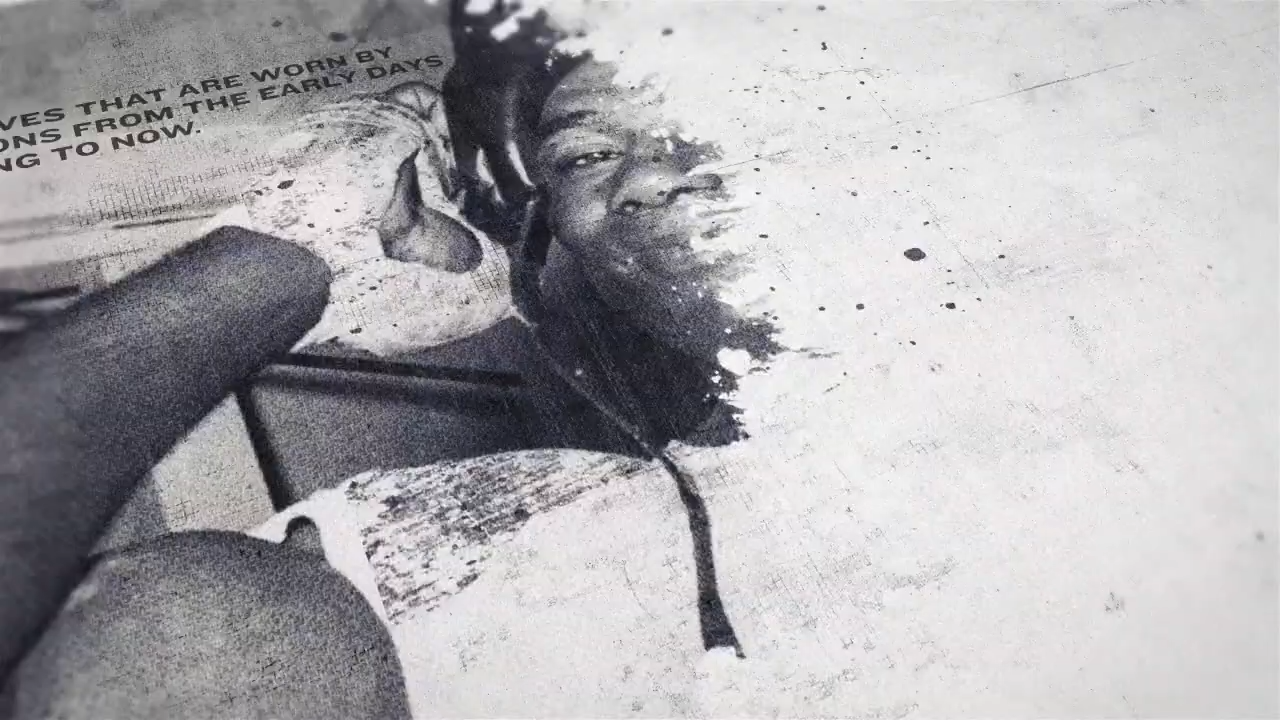 VES THAT ARE WORN BY
ONS FROM THE EARLY DAYS
NG TO NOW.